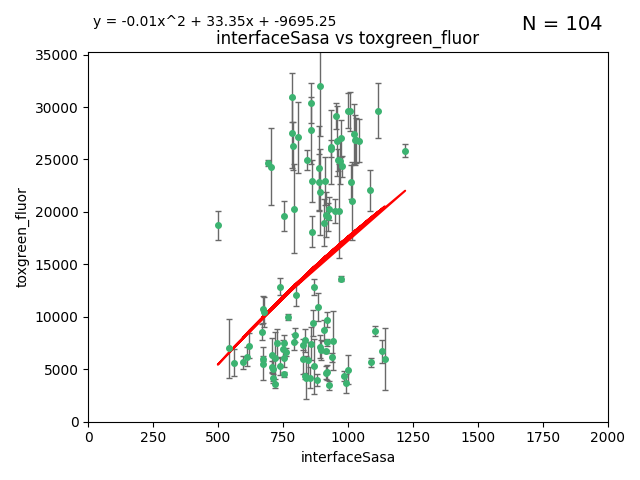 y = -0.01x^2 + 33.35x + -9695.25
N = 104
interfaceSasa vs toxgreen_fluor
35000
30000
25000
20000
15000
10000
5000
0
toxgreen_fluor
0 250 500 750 1000 1250 1500 1750 2000
interfaceSasa